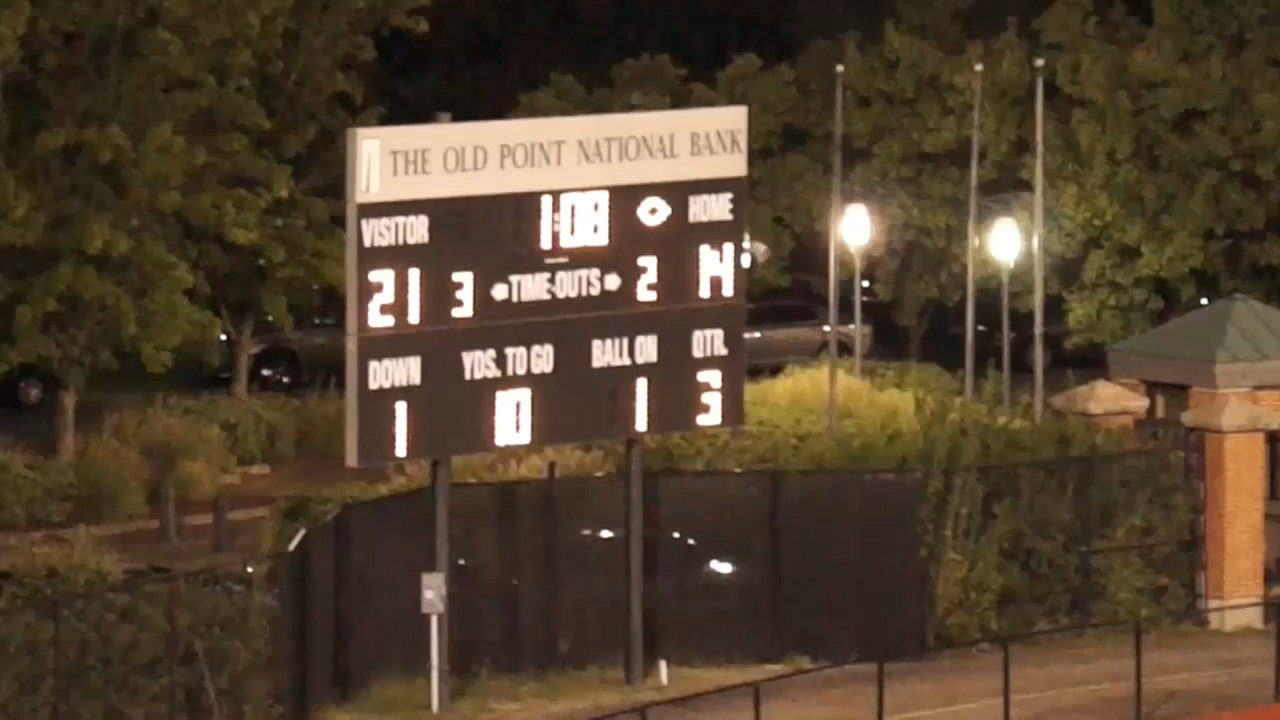 THE OLD POINT NATIONAL BANK
VISITOR 1:08 HOME
21 3 TIME-OUTS 2 14
DOWN YDS. TO GO BALL ON QTR.
1 10 1 3